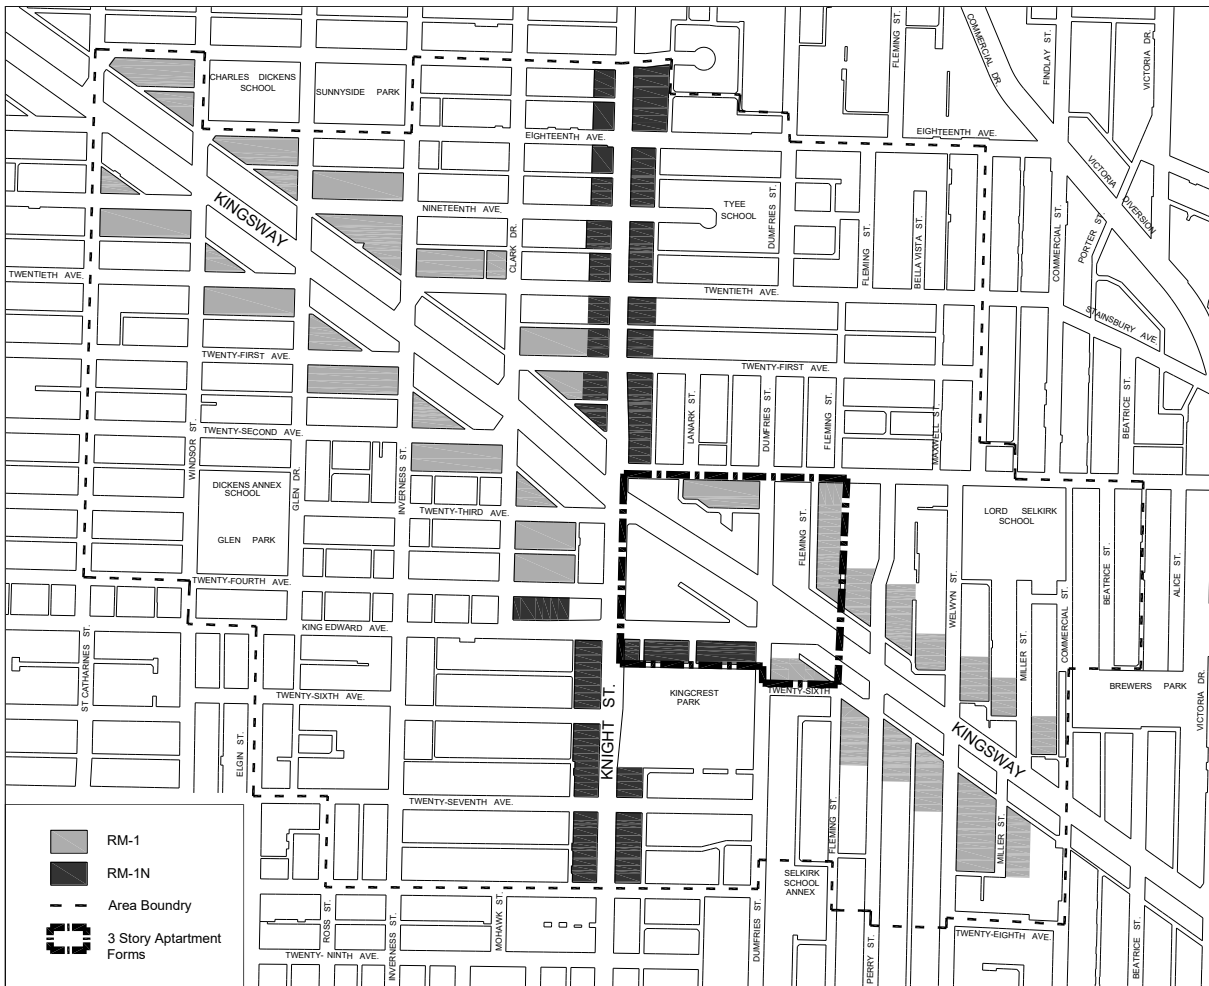 FLEMING ST.
COMMERCIAL DR.
FINDLAY ST.
VICTORIA DR.
CHARLES DICKENS
SCHOOL
SUNNYSIDE PARK
EIGHTEENTH AVE.
EIGHTEENTH AVE.
VICTORIA DIVERSION
KINGSWAY
NINETEENTH AVE.
CLARK DR.
TYEE
SCHOOL
DUMFRIES ST.
FLEMING ST.
BELLA VISTA ST.
COMMERCIAL ST.
PORTER ST.
TWENTIETH AVE.
TWENTIETH AVE.
STAINSBURY AVE
TWENTY-FIRST AVE.
TWENTY-FIRST AVE.
WINDSOR ST.
TWENTY-SECOND AVE.
LANARK ST.
DUMFRIES ST.
FLEMING ST.
MAXWELL ST.
BEATRICE ST.
DICKENS ANNEX
SCHOOL
GLEN DR.
INVERNESS ST.
TWENTY-THIRD AVE.
GLEN PARK
FLEMING ST.
LORD SELKIRK
SCHOOL
TWENTY-FOURTH AVE.
WELWYN ST.
BEATRICE ST.
ALICE ST.
KING EDWARD AVE.
ST.CATHARINES ST.
MILLER ST.
COMMERCIAL ST.
TWENTY-SIXTH AVE.
KINGCREST
PARK
TWENTY-SIXTH
BREWERS PARK
VICTORIA DR.
ELGIN ST.
KNIGHT ST.
KINGSWAY
TWENTY-SEVENTH AVE.
FLEMING ST.
MILLER ST.
RM-1
RM-1N
Area Boundry
3 Story Aptartment
Forms
SELKIRK
SCHOOL
ANNEX
ROSS ST.
INVERNESS ST.
MOHAWK ST.
DUMFRIES ST.
PERRY ST.
TWENTY-EIGHTH AVE.
BEATRICE ST.
TWENTY- NINTH AVE.